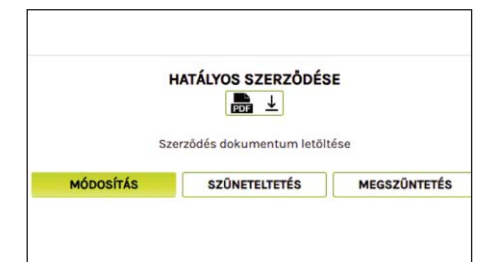 HATÁLYOS SZERZŐDÉSE
PDF
Szerződés dokumentum letöltése
MÓDOSÍTÁS SZÜNETELTETÉS MEGSZÜNTETÉS